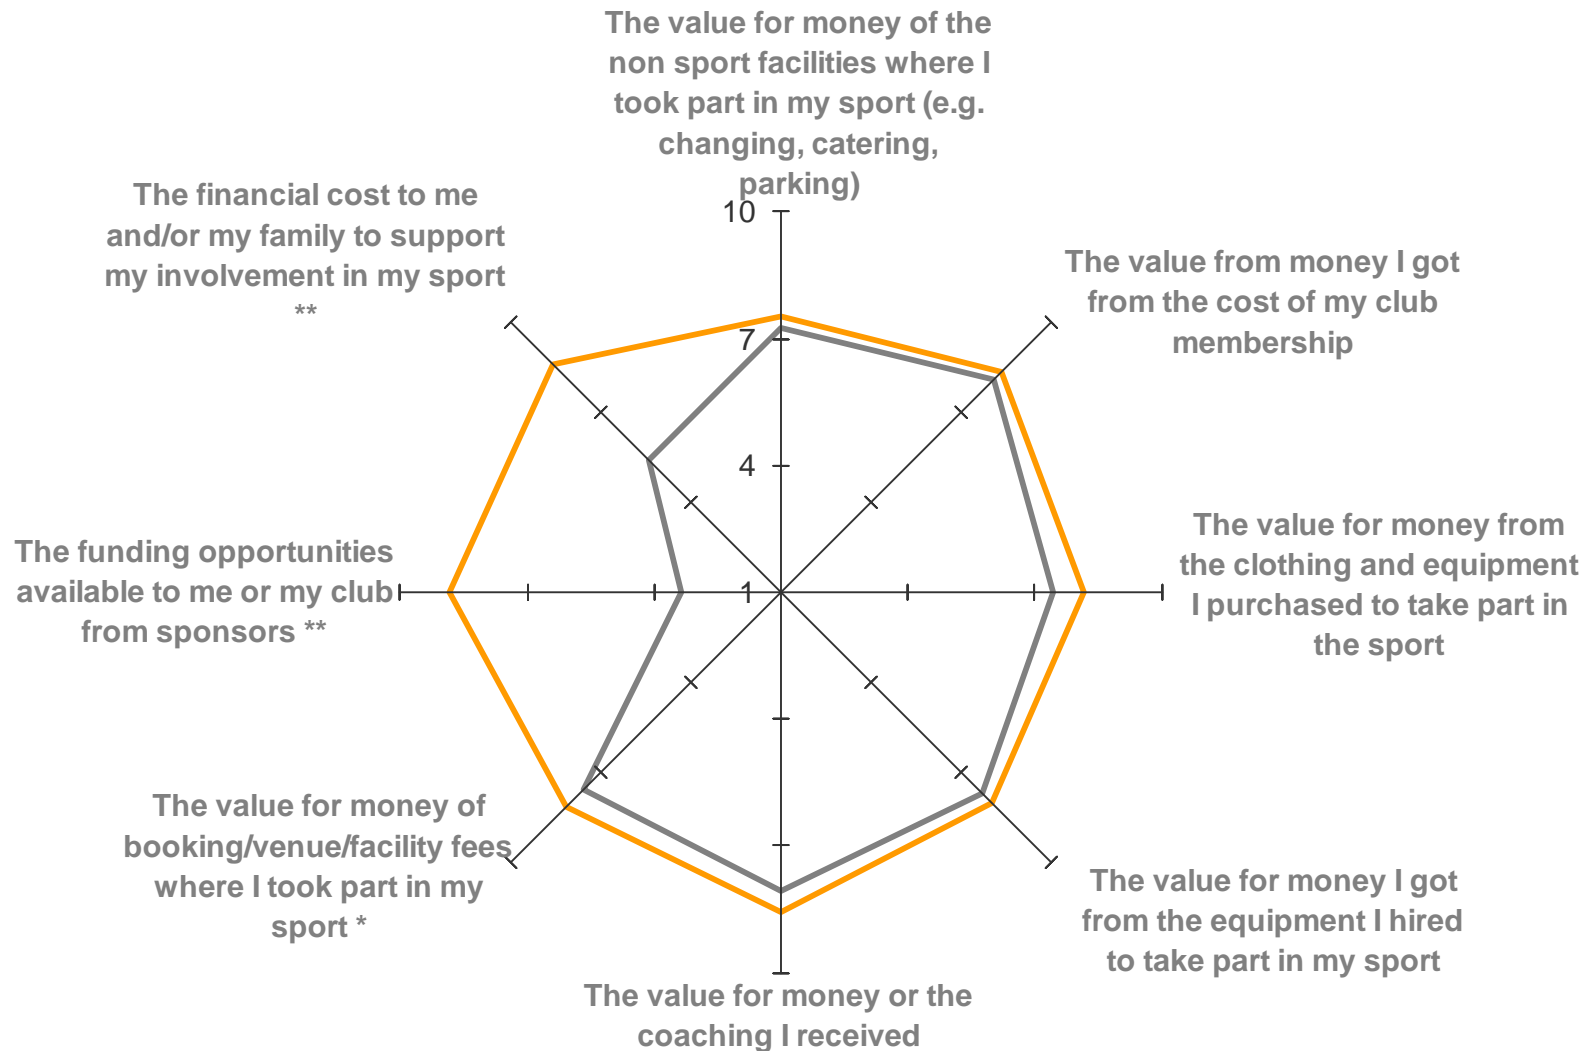 The value for money of the
non sport facilities where I
took part in my sport (e.g.
changing, catering,
parking)
10
7
4
1
The financial cost to me
and/or my family to support
my involvement in my sport
**
The value from money I got
from the cost of my club
membership
The funding opportunities
available to me or my club
from sponsors **
The value for money from
the clothing and equipment
I purchased to take part in
the sport
The value for money of
booking/venue/facility fees
where I took part in my
sport *
The value for money I got
from the equipment I hired
to take part in my sport
The value for money or the
coaching I received